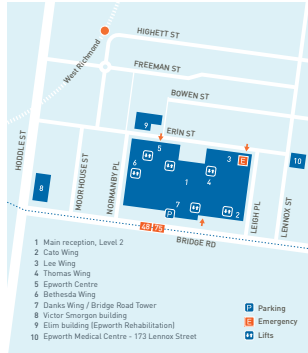 HIGHETT ST
West Richmond
FREEMAN ST
BOWEN ST
HODDLE ST
9
ERIN ST
5
3 E
10
6
4
MOORHOUSE ST
NORMANBY PL
1
8
LEIGH PL
LENNOX ST
7
P
2
48 75
BRIDGE RD
1 Main reception, Level 2
2 Cato Wing
3 Lee Wing
4 Thomas Wing
5 Epworth Centre
6 Bethesda Wing
7 Danks Wing / Bridge Road Tower
8 Victor Smorgon building
9 Elim building (Epworth Rehabilitation)
10 Epworth Medical Centre - 173 Lennox Street
P Parking
E Emergency
Lifts